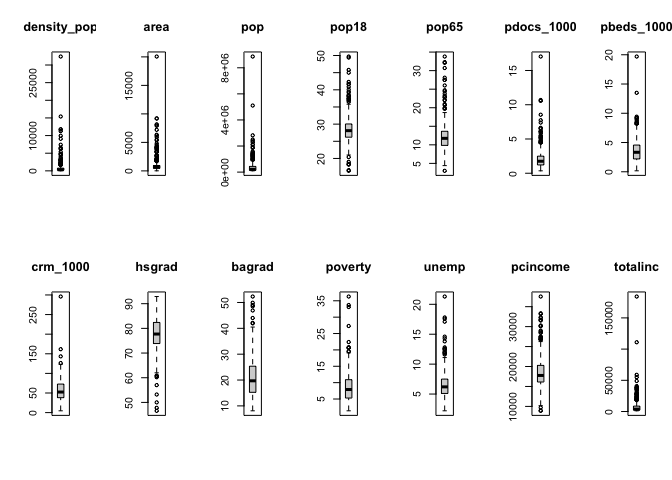 density_pop area pop pop18 pop65 pdocs_1000 pbeds_1000
0 10000 25000
0 5000 15000
0e+00 4e+06 8e+06
20 30 40 50
5 15 25 35
0 5 10 15
0 5 10 15 20
crm_1000 hsgrad bagrad poverty unemp pcincome totalinc
0 50 150 250
50 60 70 80 90
10 20 30 40 50
5 15 25 35
5 10 15 20
10000 20000 30000
0 50000 150000